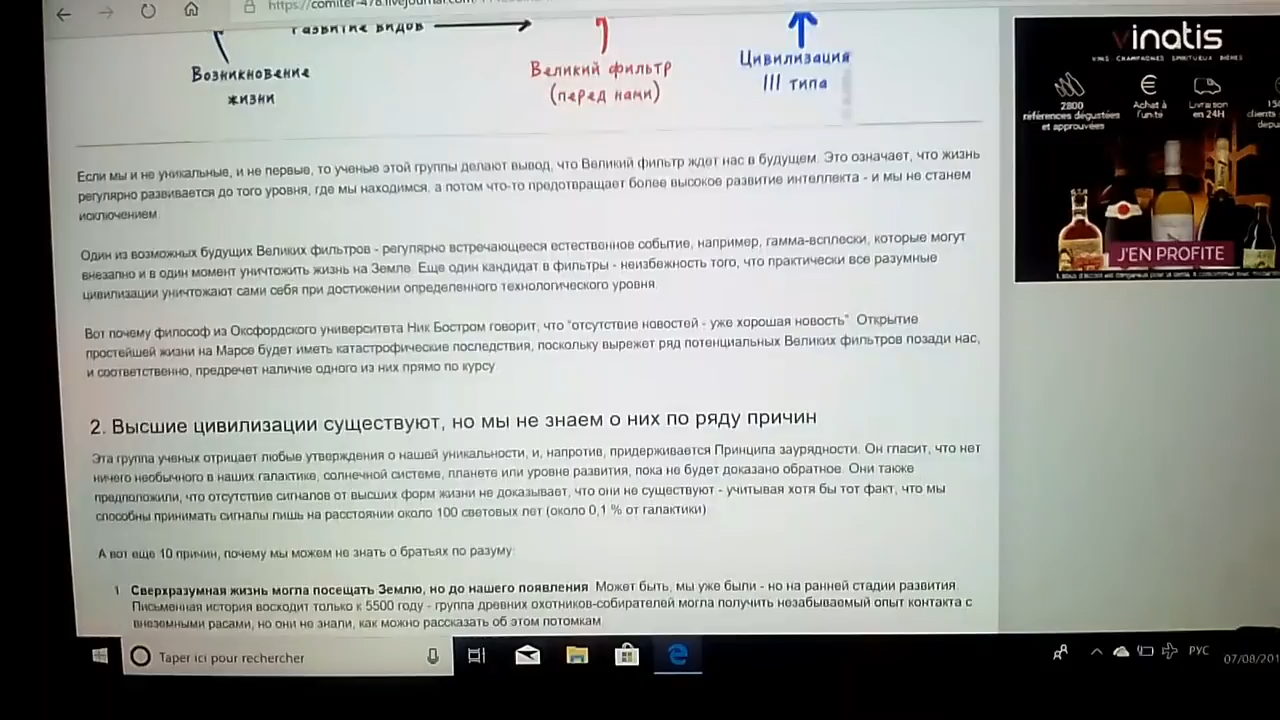 https://comiter-478.livejournal.com
Развитие видов
Возникновение
жизни
Великий фильтр
(перед нами)
Цивилизация
III типа
Если мы и не уникальные, и не первые, то ученые этой группы делают вывод, что Великий фильтр ждет нас в будущем. Это означает, что жизнь
регулярно развивается до того уровня, где мы находимся, а потом что-то предотвращает более высокое развитие интеллекта - и мы не станем
исключением.
Один из возможных будущих Великих фильтров - регулярно встречающееся естественное событие, например, гамма-всплески, которые могут
внезапно и в один момент уничтожить жизнь на Земле. Еще один кандидат в фильтры - неизбежность того, что практически все разумные
цивилизации уничтожают сами себя при достижении определенного технологического уровня.
Вот почему философ из Оксфордского университета Ник Бостром говорит, что "отсутствие новостей - уже хорошая новость". Открытие
простейшей жизни на Марсе будет иметь катастрофические последствия, поскольку вырежет ряд потенциальных Великих фильтров позади нас,
и соответственно, предречет наличие одного из них прямо по курсу.
2. Высшие цивилизации существуют, но мы не знаем о них по ряду причин
Эта группа ученых отрицает любые утверждения о нашей уникальности, и, напротив, придерживается Принципа заурядности. Он гласит, что нет
ничего необычного в наших галактике, солнечной системе, планете или уровне развития, пока не будет доказано обратное. Они также
предположили, что отсутствие сигналов от высших форм жизни не доказывает, что они не существуют - учитывая хотя бы тот факт, что мы
способны принимать сигналы лишь на расстоянии около 100 световых лет (около 0,1 % от галактики).
А вот еще 10 причин, почему мы можем не знать о братьях по разуму:
1. Сверхразумная жизнь могла посещать Землю, но до нашего появления. Может быть, мы уже были - но на ранней стадии развития.
Письменная история восходит только к 5500 году - группа древних охотников-собирателей могла получить незабываемый опыт контакта с
внеземными расами, но они не знали, как можно рассказать об этом потомкам.
vinatis
VINS CHAMPAGNES SPIRITUEUX BIÈRES
2800
références dégustées
et approuvées
€
Achat à
l'unité
Livraison
en 24H
clients
J'EN PROFITE
Taper ici pour rechercher
РУС
07/08/201